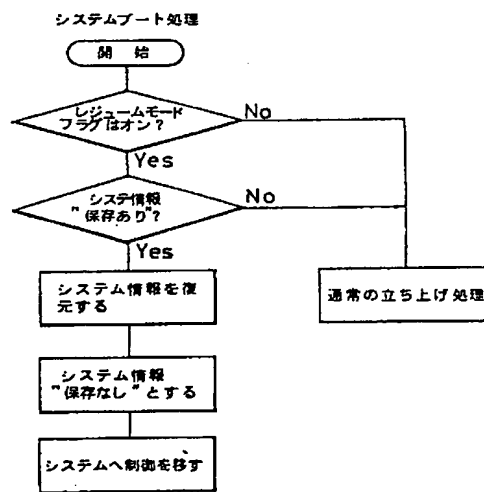 システムブート処理
開 始
レジュームモード
フラグはオン?
No
Yes
システ情報
"保存あり"?
No
Yes
システム情報を復
元する
通常の立ち上げ処理
システム情報
"保存なし"とする
システムへ制御を移す